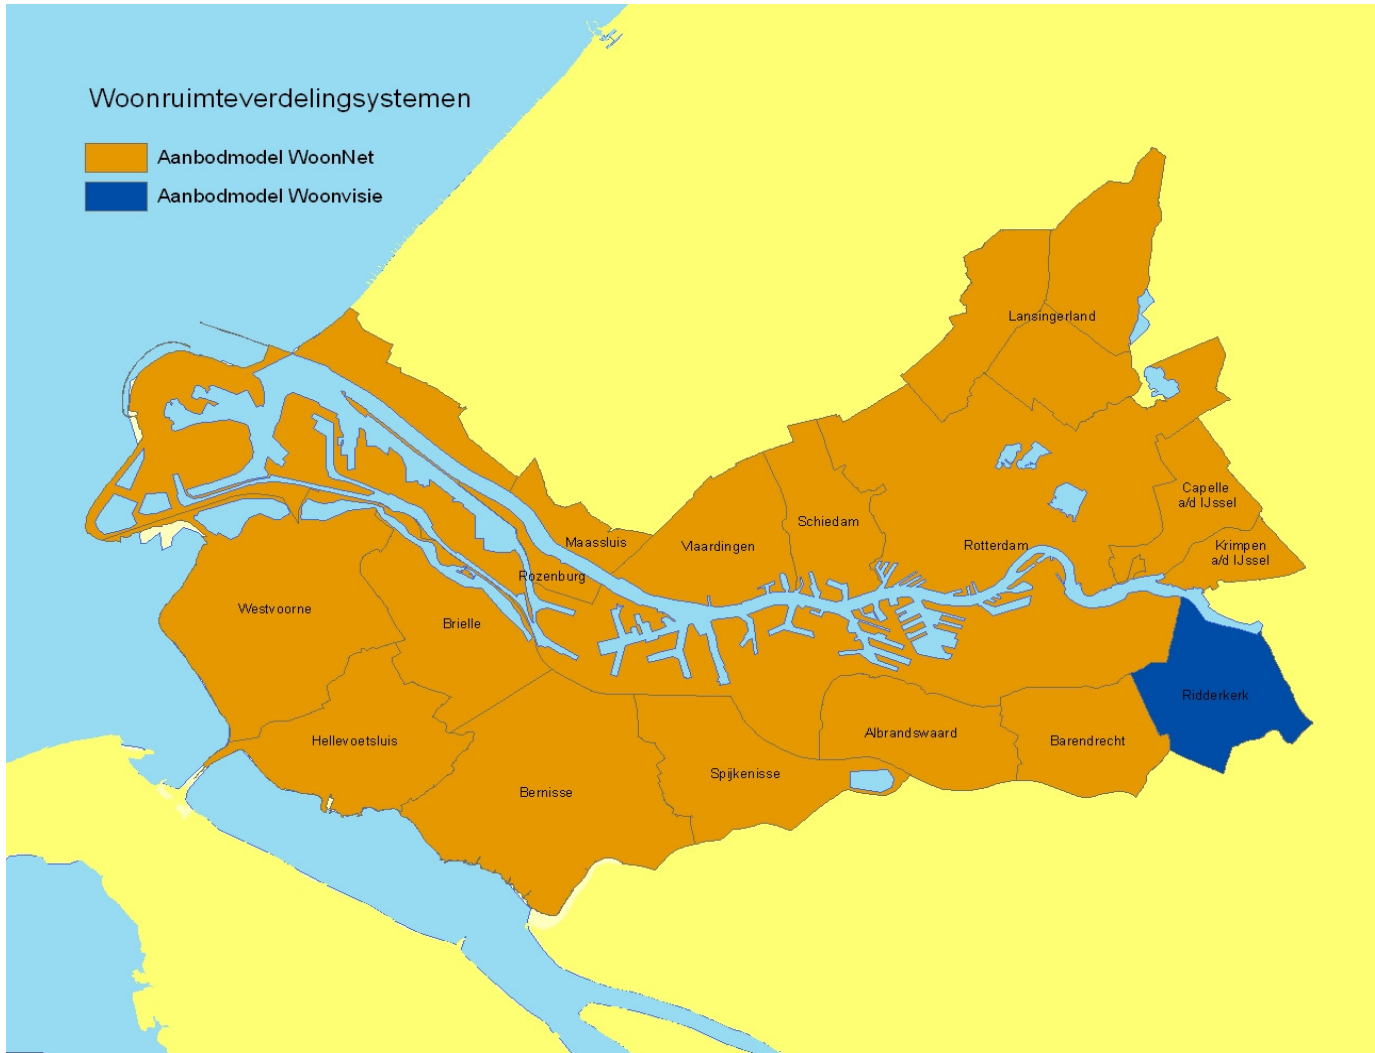 Woonruimteverdelingsystemen
Aanbodmodel WoonNet
Aanbodmodel Woonvisie
Lansingerland
Capelle
a/d IJssel
Schiedam
Maassluis
Vlaardingen
Rotterdam
Krimpen
a/d IJssel
Rozenburg
Westvoorne
Brielle
Ridderkerk
Hellevoetsluis
Albrandswaard
Barendrecht
Spijkenisse
Bernisse